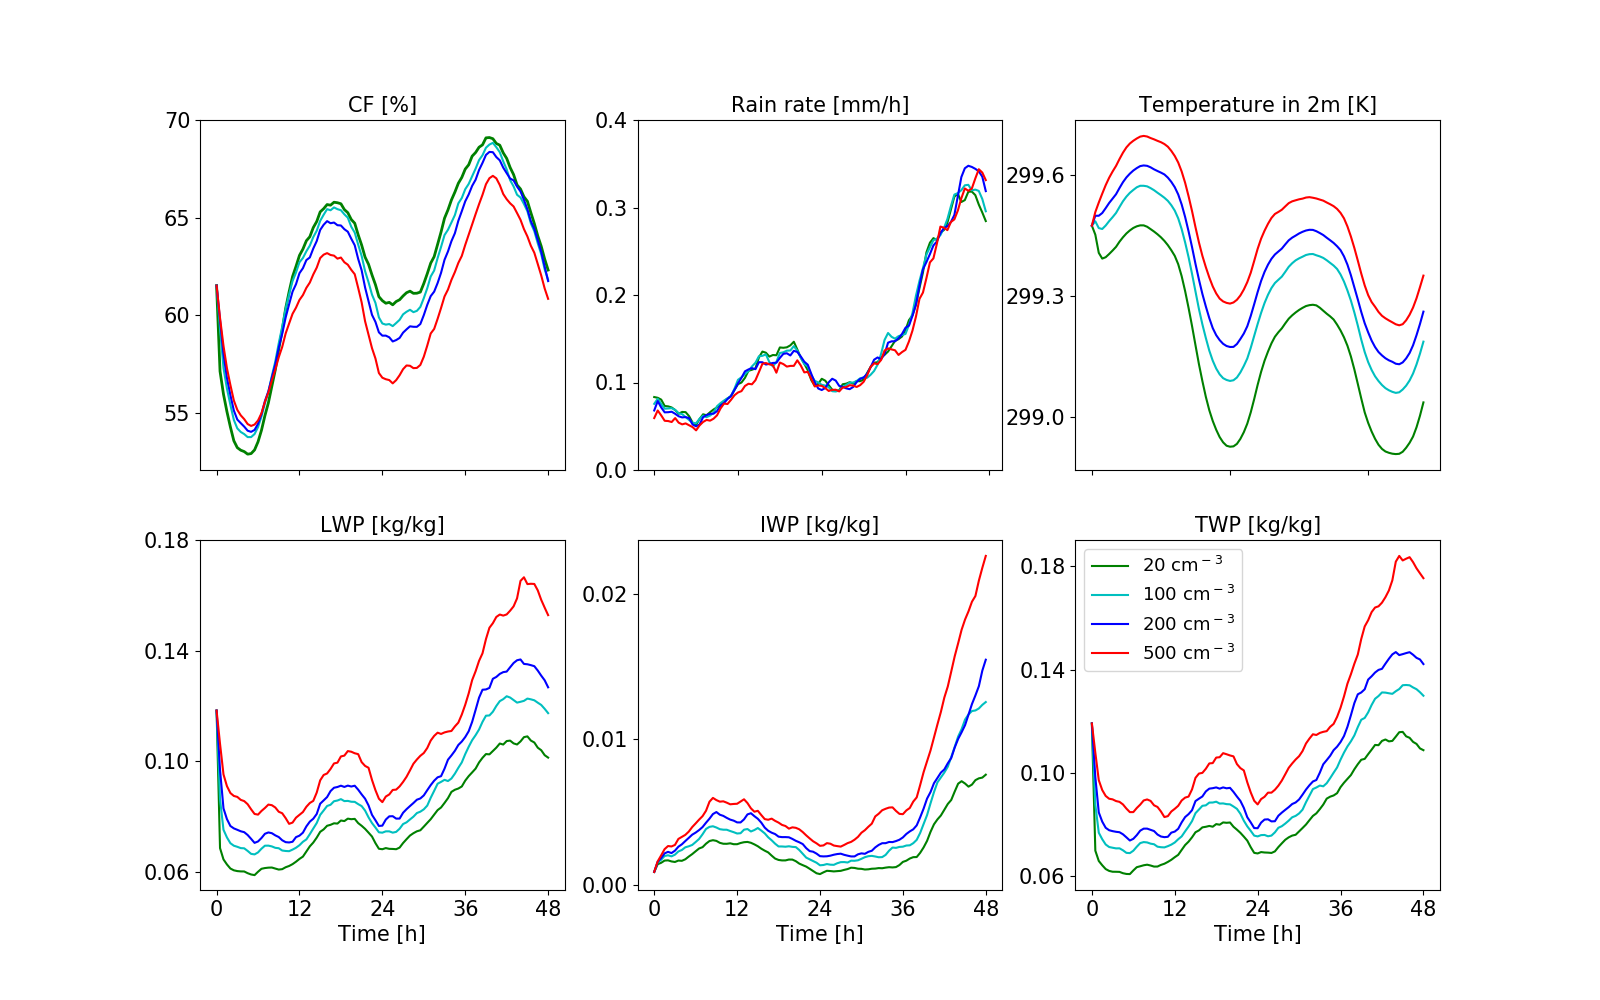 CF [%]
Rain rate [mm/h]
Temperature in 2m [K]
70
65
60
55
0.4
0.3
0.2
0.1
0.0
299.6
299.3
299.0
LWP [kg/kg]
IWP [kg/kg]
TWP [kg/kg]
0.18
0.14
0.10
0.06
0.02
0.01
0.00
0.18
0.14
0.10
0.06
20 cm⁻³
100 cm⁻³
200 cm⁻³
500 cm⁻³
0 12 24 36 48
0 12 24 36 48
0 12 24 36 48
Time [h]
Time [h]
Time [h]